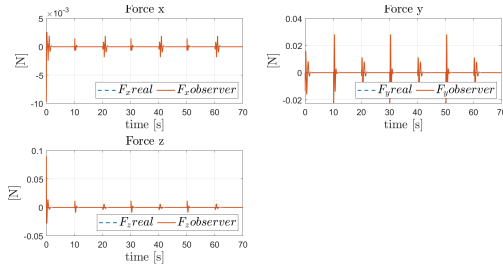 Force x
×10⁻³
5
0
-5
-10
[N]
0 10 20 30 40 50 60 70
time [s]
F_x real F_x observer
Force y
0.04
0.02
0
-0.02
[N]
0 10 20 30 40 50 60 70
time [s]
F_y real F_y observer
Force z
0.1
0.05
0
-0.05
[N]
0 10 20 30 40 50 60 70
time [s]
F_z real F_z observer